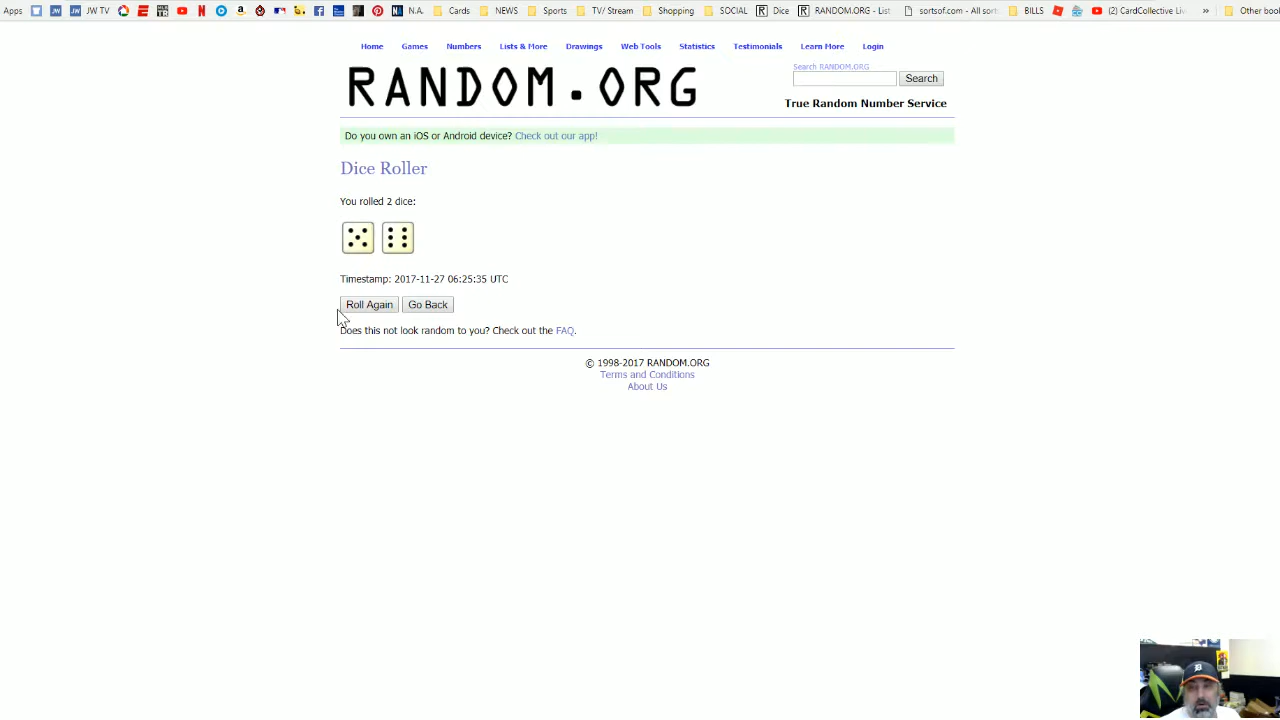 Apps JW TV N.A. Cards NEWS Sports TV/ Stream Shopping SOCIAL Dice RANDOM.ORG - List sortsof.com - All sort BILLS (2) CardCollective Liv » Other book
Home Games Numbers Lists & More Drawings Web Tools Statistics Testimonials Learn More Login
RANDOM.ORG
Search RANDOM.ORG
Search
True Random Number Service
Do you own an iOS or Android device? Check out our app!
Dice Roller
You rolled 2 dice:
Timestamp: 2017-11-27 06:25:35 UTC
Roll Again Go Back
Does this not look random to you? Check out the FAQ.
© 1998-2017 RANDOM.ORG
Terms and Conditions
About Us